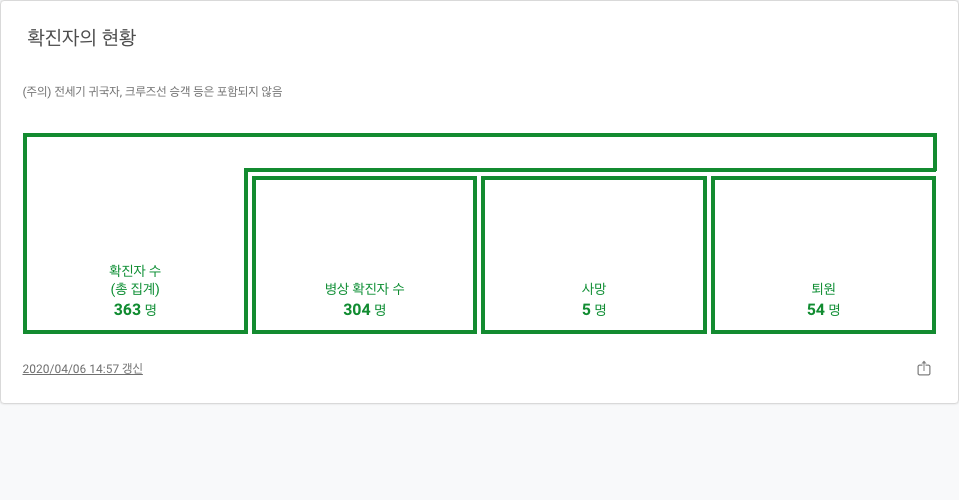 확진자의 현황
(주의) 전세기 귀국자, 크루즈선 승객 등은 포함되지 않음
확진자 수
(총 집계)
363 명
병상 확진자 수
304 명
사망
5 명
퇴원
54 명
2020/04/06 14:57 갱신